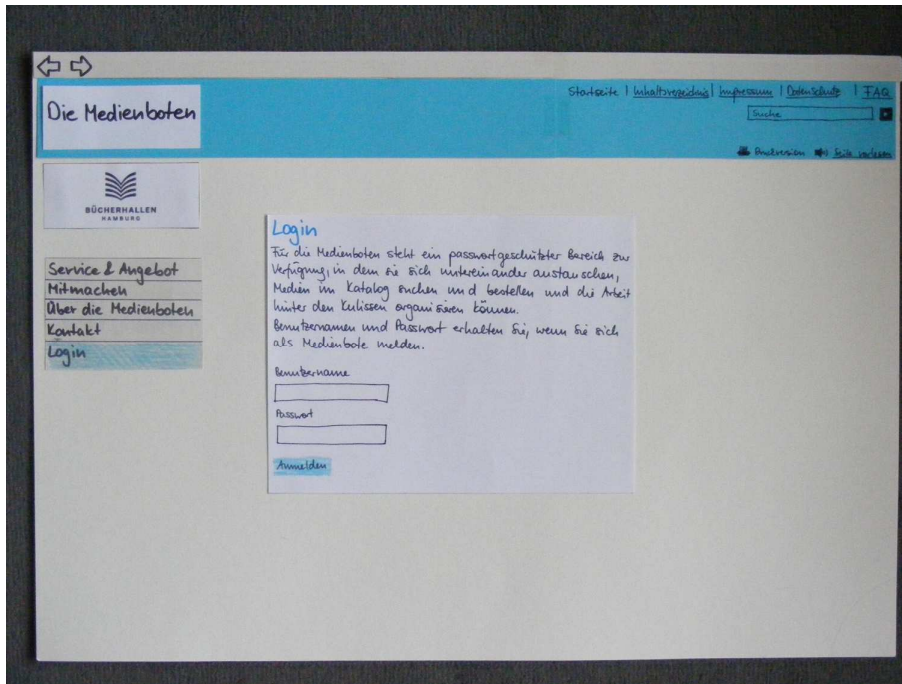 Die Medienboten
Startseite | Inhaltsverzeichnis | Impressum | Datenschutz | FAQ
Suche
Druckversion Seite vorlesen
BÜCHERHALLEN
HAMBURG
Service & Angebot
Mitmachen
Über die Medienboten
Kontakt
Login
Login
Für die Medienboten steht ein passwortgeschützter Bereich zur
Verfügung, in dem sie sich untereinander austauschen,
Medien im Katalog suchen und bestellen und die Arbeit
hinter den Kulissen organisieren können.
Benutzernamen und Passwort erhalten Sie, wenn Sie sich
als Medienbote melden.
Benutzername
Passwort
Anmelden